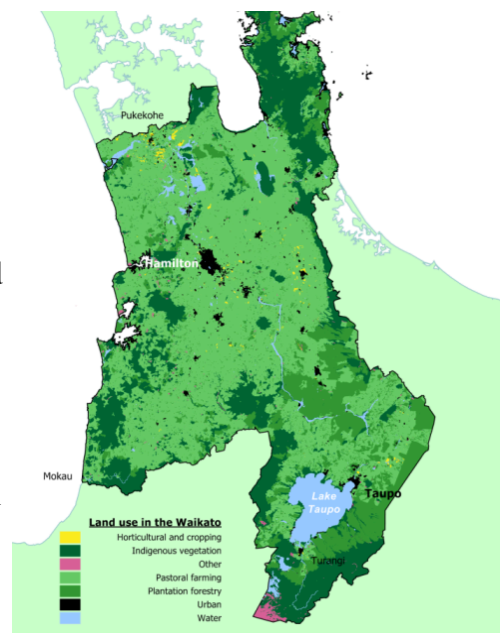 Pukekohe
Hamilton
Mokau
Lake
Taupo
Taupo
Turangi
Land use in the Waikato
Horticultural and cropping
Indigenous vegetation
Other
Pastoral farming
Plantation forestry
Urban
Water